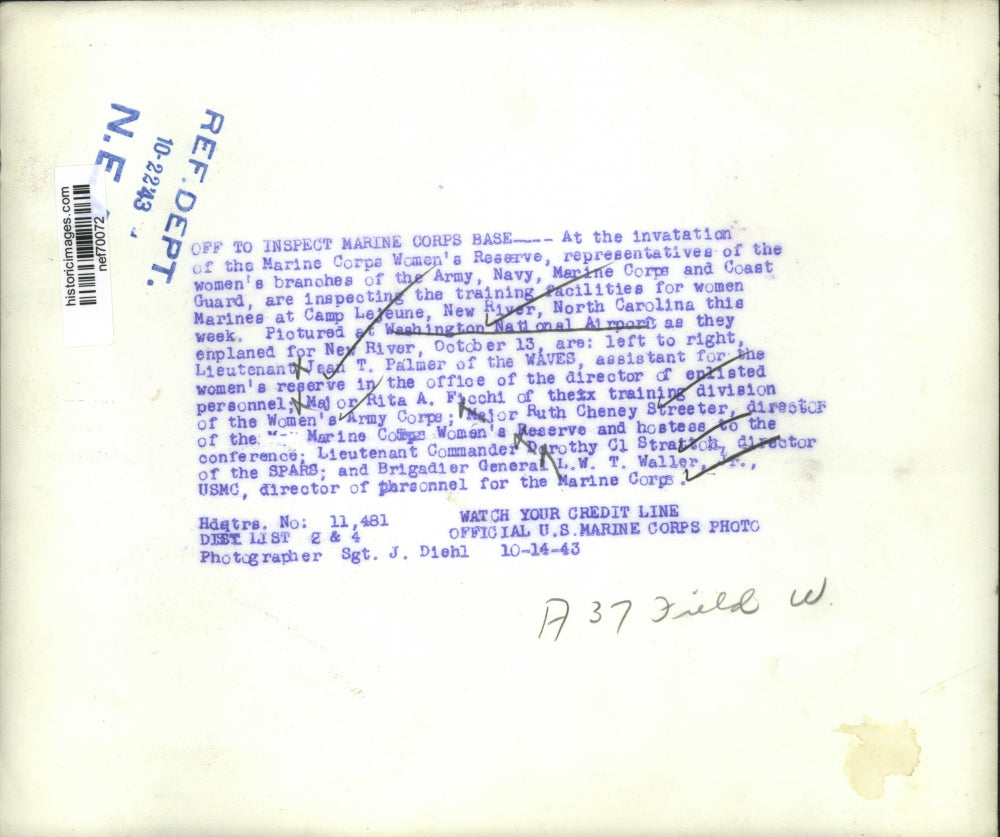 REF. DEPT.
10-22 43
N.E
historicimages.com
nef70072
OFF TO INSPECT MARINE CORPS BASE---- At the invatation
of the Marine Corps Women's Reserve, representatives of the
women's branches of the Army, Navy, Marine Corps and Coast
Guard, are inspecting the training facilities for women
Marines at Camp Lejeune, New River, North Carolina this
week. Pictured at Washington National Airport as they
enplaned for New River, October 13, are: left to right,
Lieutenant Jean T. Palmer of the WAVES, assistant for the
women's reserve in the office of the director of enlisted
personnel; Major Rita A. Ficchi of thetx training division
of the Women's Army Corps; Major Ruth Cheney Streeter, director
of the Marine Corps Women's Reserve and hostess to the
conference; Lieutenant Commander Dorothy Cl Stratton, director
of the SPARS; and Brigadier General L.W. T. Waller, Jr.,
USMC, director of parsonnel for the Marine Corps.
Hdqtrs. No: 11,481 WATCH YOUR CREDIT LINE
DIST. LIST 2 & 4 OFFICIAL U.S.MARINE CORPS PHOTO
Photographer Sgt. J. Diehl 10-14-43
A 37 Field W.